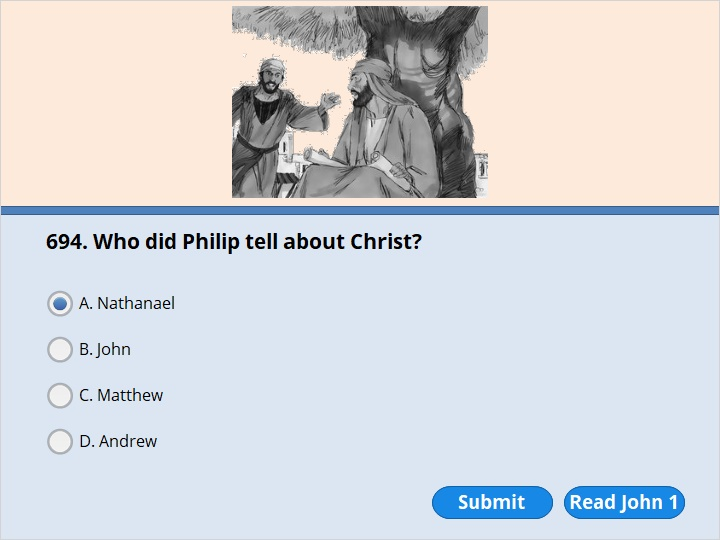 694. Who did Philip tell about Christ?
A. Nathanael
B. John
C. Matthew
D. Andrew
Submit
Read John 1